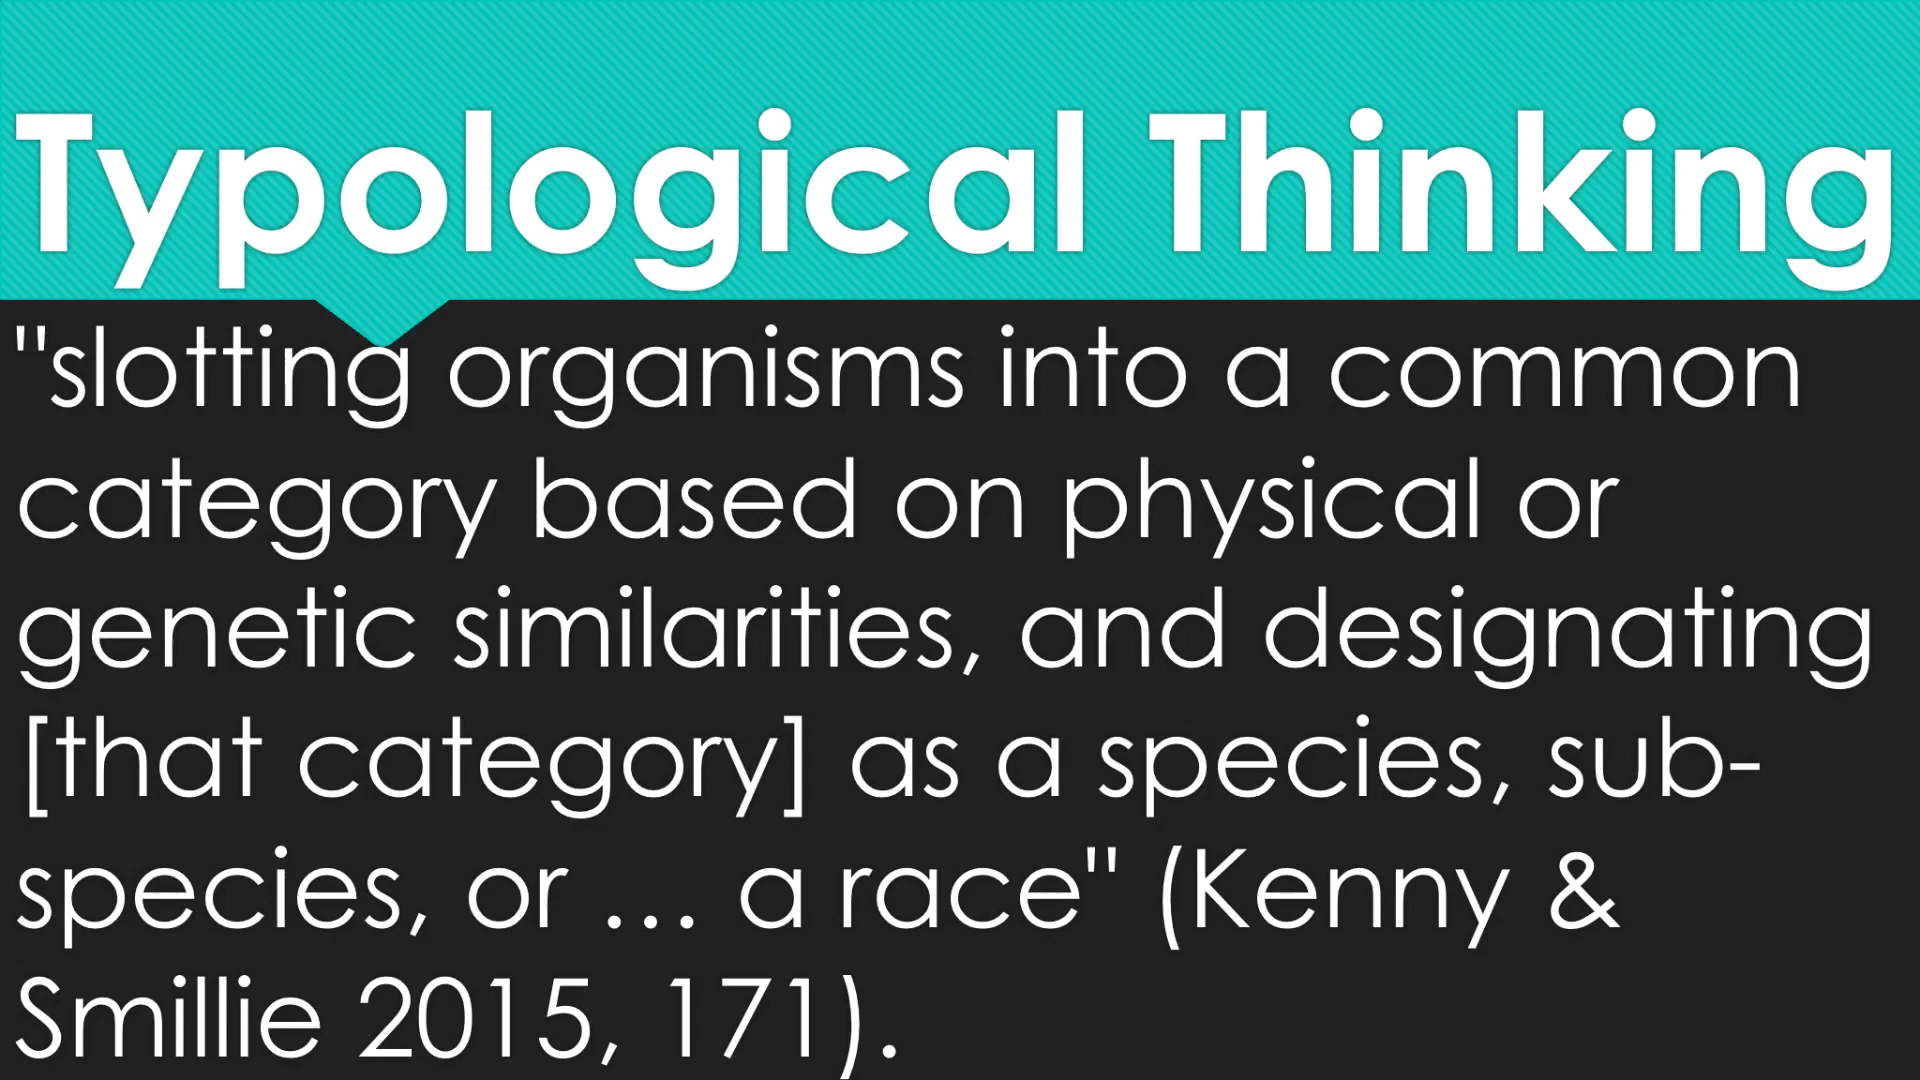 Typological Thinking
"slotting organisms into a common
category based on physical or
genetic similarities, and designating
[that category] as a species, sub-
species, or … a race" (Kenny &
Smillie 2015, 171).